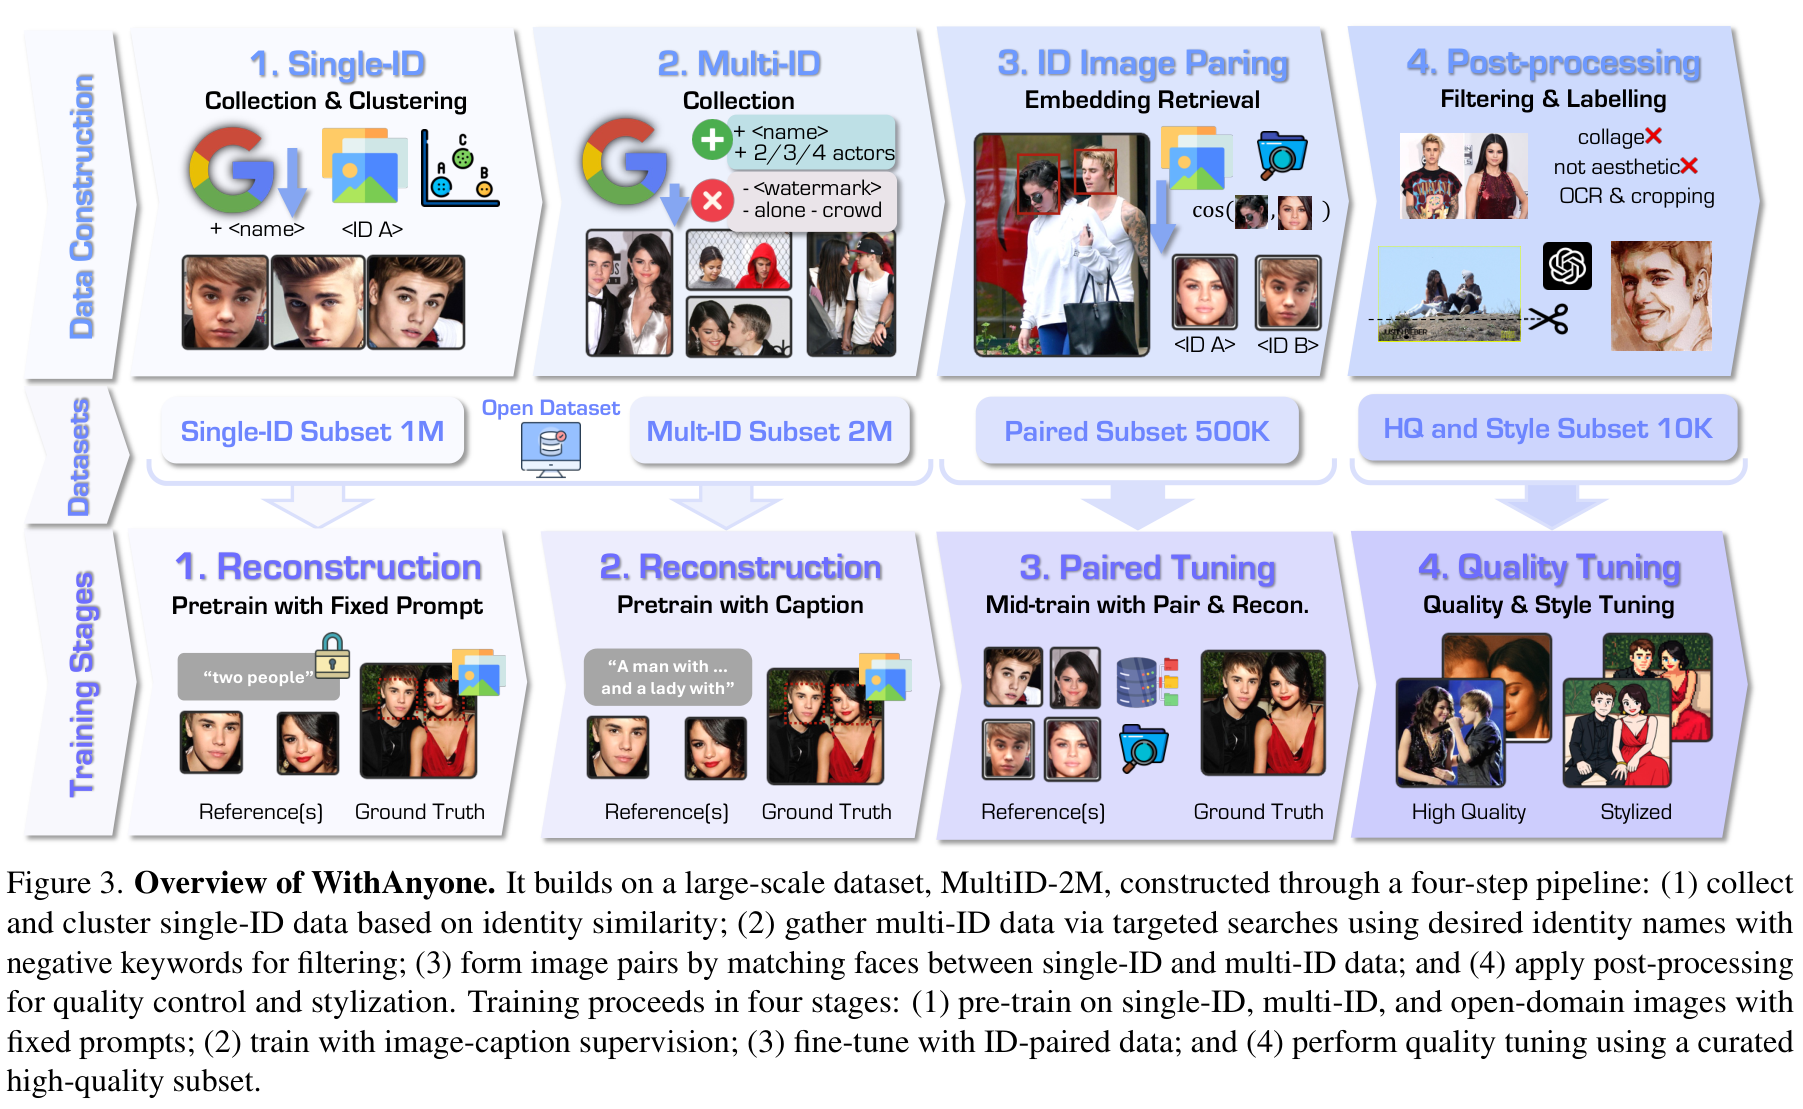 Data Construction
1. Single-ID
Collection & Clustering
+ <name>
<ID A>
A
C
B
2. Multi-ID
Collection
+ <name>
+ 2/3/4 actors
- <watermark>
- alone - crowd
3. ID Image Paring
Embedding Retrieval
cos( , )
<ID A>
<ID B>
4. Post-processing
Filtering & Labelling
collage❌
not aesthetic❌
OCR & cropping
JUSTIN BIEBER
Datasets
Single-ID Subset 1M
Open Dataset
Mult-ID Subset 2M
Paired Subset 500K
HQ and Style Subset 10K
Training Stages
1. Reconstruction
Pretrain with Fixed Prompt
“two people”
Reference(s)
Ground Truth
2. Reconstruction
Pretrain with Caption
“A man with ...
and a lady with”
Reference(s)
Ground Truth
3. Paired Tuning
Mid-train with Pair & Recon.
Reference(s)
Ground Truth
4. Quality Tuning
Quality & Style Tuning
High Quality
Stylized
Figure 3. Overview of WithAnyone. It builds on a large-scale dataset, MultiID-2M, constructed through a four-step pipeline: (1) collect
and cluster single-ID data based on identity similarity; (2) gather multi-ID data via targeted searches using desired identity names with
negative keywords for filtering; (3) form image pairs by matching faces between single-ID and multi-ID data; and (4) apply post-processing
for quality control and stylization. Training proceeds in four stages: (1) pre-train on single-ID, multi-ID, and open-domain images with
fixed prompts; (2) train with image-caption supervision; (3) fine-tune with ID-paired data; and (4) perform quality tuning using a curated
high-quality subset.